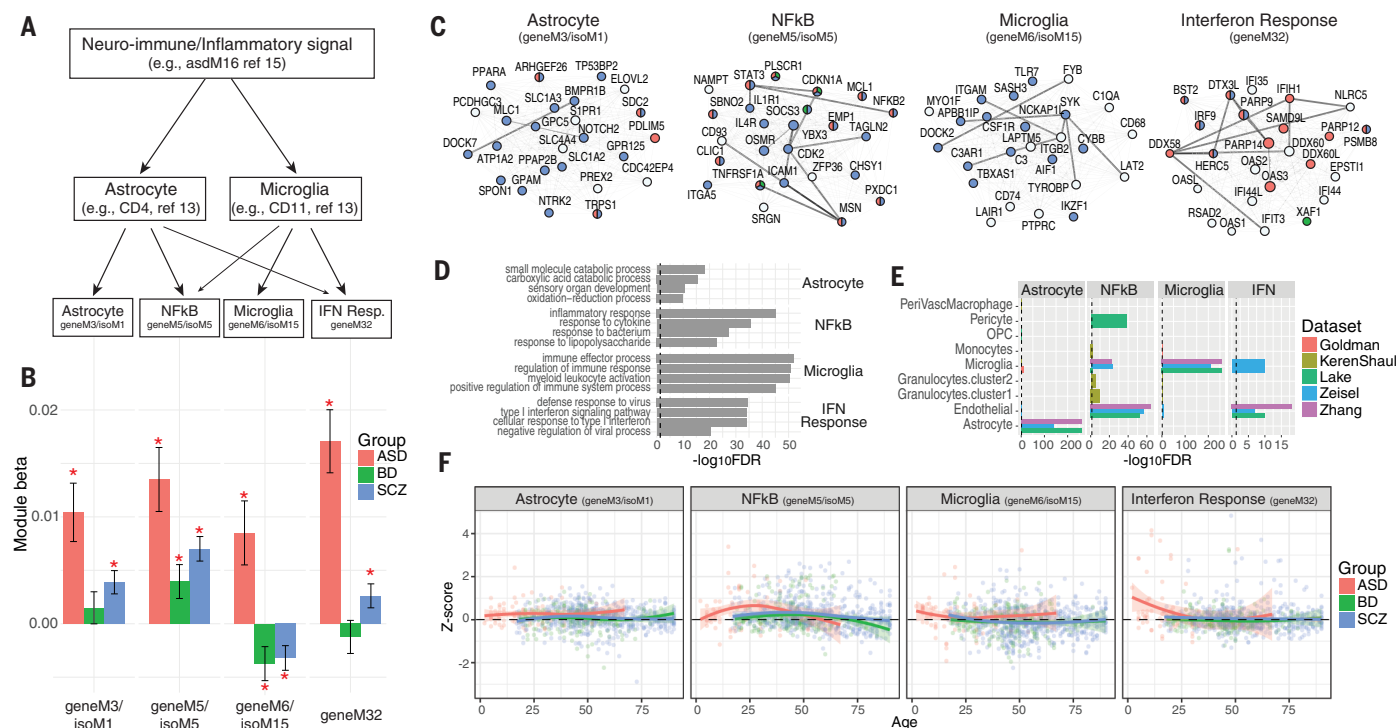 A
Neuro-immune/Inflammatory signal
(e.g., asdM16 ref 15)
Astrocyte
(e.g., CD4, ref 13)
Microglia
(e.g., CD11, ref 13)
Astrocyte
geneM3/isoM1
NFkB
geneM5/isoM5
Microglia
geneM6/isoM15
IFN Resp.
geneM32
B
Module beta
0.02
0.01
0.00
Group
ASD
BD
SCZ
* * * * * * * * * *
geneM3/
isoM1
geneM5/
isoM5
geneM6/
isoM15
geneM32
C
Astrocyte
(geneM3/isoM1)
ARHGEF26
TP53BP2
PPARA
ELOVL2
BMPR1B
SLC1A3
PCDHGC3
S1PR1
SDC2
MLC1
GPC5
PDLIM5
NOTCH2
DOCK7
SLC4A4
GPR125
ATP1A2
PPAP2B
SLC1A2
CDC42EP4
GPAM
PREX2
SPON1
NTRK2
TRPS1
NFkB
(geneM5/isoM5)
PLSCR1
STAT3
NAMPT
CDKN1A
MCL1
SBNO2
IL1R1
SOCS3
NFKB2
EMP1
IL4R
CD93
YBX3
TAGLN2
OSMR
CLIC1
CDK2
TNFRSF1A
ICAM1
ZFP36
CHSY1
ITGA5
PXDC1
SRGN
MSN
Microglia
(geneM6/isoM15)
TLR7
FYB
ITGAM
SASH3
MYO1F
C1QA
APBB1IP
NCKAP1L
SYK
CSF1R
CD68
DOCK2
LAPTM5
CYBB
ITGB2
C3AR1
C3
LAT2
AIF1
TBXAS1
TYROBP
CD74
IKZF1
LAIR1
PTPRC
Interferon Response
(geneM32)
IFI35
DTX3L
IFIH1
BST2
PARP9
NLRC5
IRF9
SAMD9L
PARP12
PARP14
DDX60
PSMB8
DDX58
HERC5
OAS2
DDX60L
OASL
OAS3
EPSTI1
IFI44L
IFI44
RSAD2
OAS1
IFIT3
XAF1
D
small molecule catabolic process
carboxylic acid catabolic process
sensory organ development
oxidation−reduction process
Astrocyte
inflammatory response
response to cytokine
response to bacterium
response to lipopolysaccharide
NFkB
immune effector process
regulation of immune response
myeloid leukocyte activation
positive regulation of immune system process
Microglia
defense response to virus
type I interferon signaling pathway
cellular response to type I interferon
negative regulation of viral process
IFN
Response
0 10 20 30 40 50
-log10FDR
E
Astrocyte NFkB Microglia IFN
PeriVascMacrophage
Pericyte
OPC
Monocytes
Microglia
Granulocytes.cluster2
Granulocytes.cluster1
Endothelial
Astrocyte
0 100 200 0 20 40 60 0 100 200 0 5 10 15
-log10FDR
Dataset
Goldman
KerenShaul
Lake
Zeisel
Zhang
F
Astrocyte (geneM3/isoM1)
NFkB (geneM5/isoM5)
Microglia (geneM6/isoM15)
Interferon Response (geneM32)
Z-score
4
2
0
-2
0 25 50 75 0 25 50 75 0 25 50 75 0 25 50 75
Age
Group
ASD
BD
SCZ